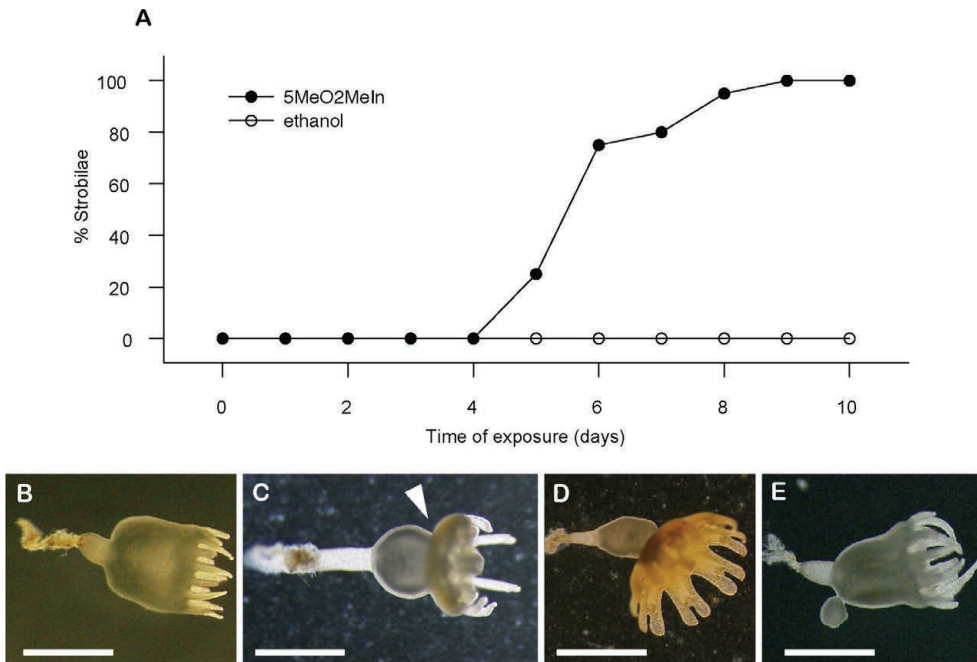 A
100
80
60
40
20
0
% Strobilae
5MeO2MeIn
ethanol
0 2 4 6 8 10
Time of exposure (days)
B C D E